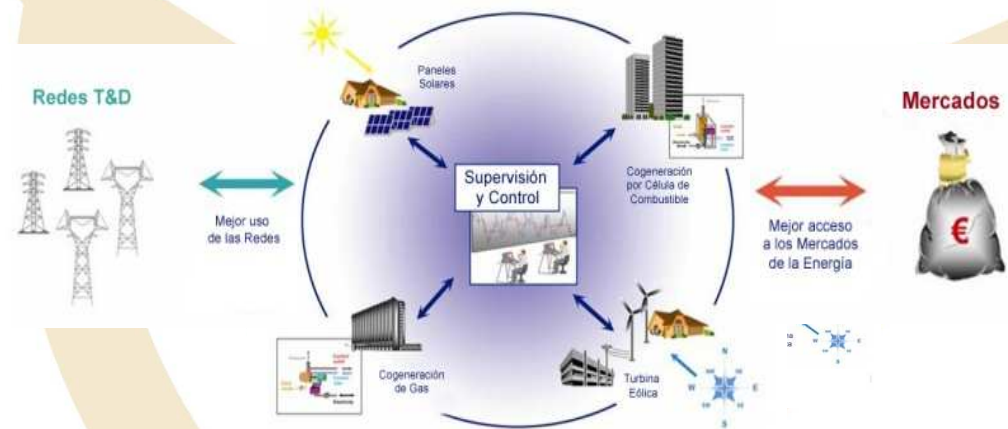 Redes T&D
Mejor uso
de las Redes
Paneles
Solares
Supervisión
y Control
Cogeneración
por Célula de
Combustible
Cogeneración
de Gas
Turbina
Eólica
N
W
E
S
Mercados
€
Mejor acceso
a los Mercados
de la Energía